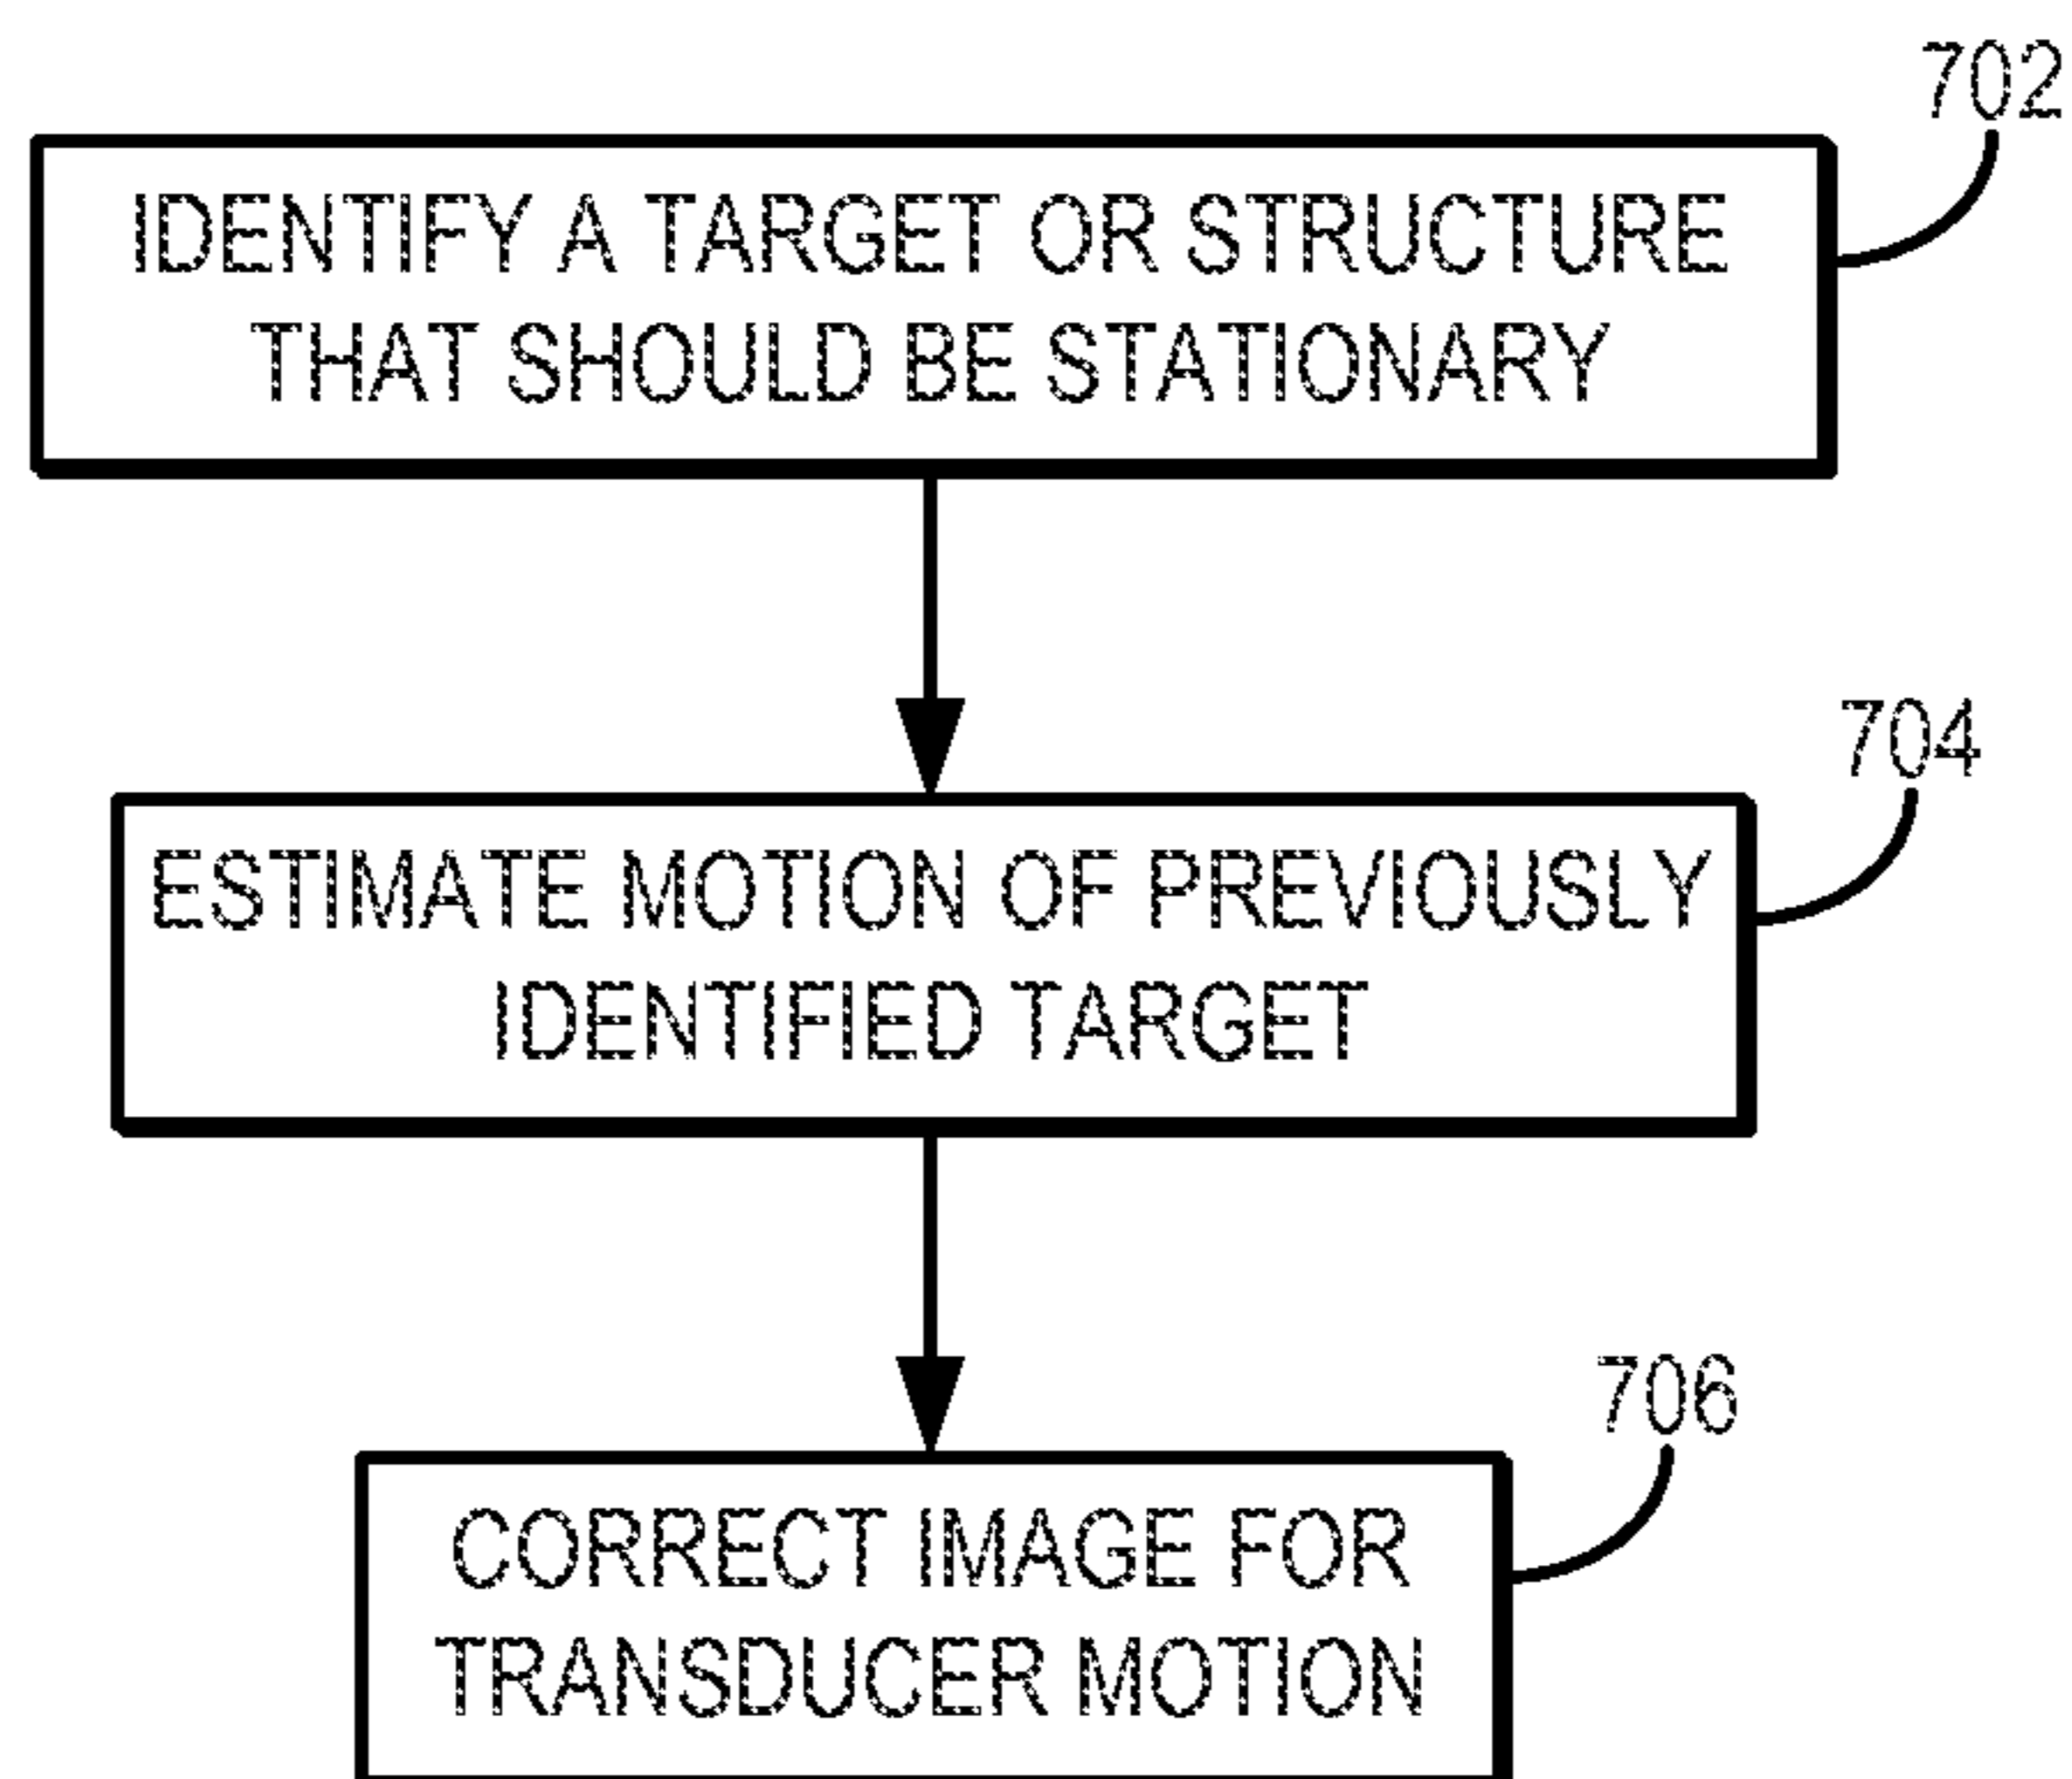 702
IDENTIFY A TARGET OR STRUCTURE
THAT SHOULD BE STATIONARY
704
ESTIMATE MOTION OF PREVIOUSLY
IDENTIFIED TARGET
706
CORRECT IMAGE FOR
TRANSDUCER MOTION